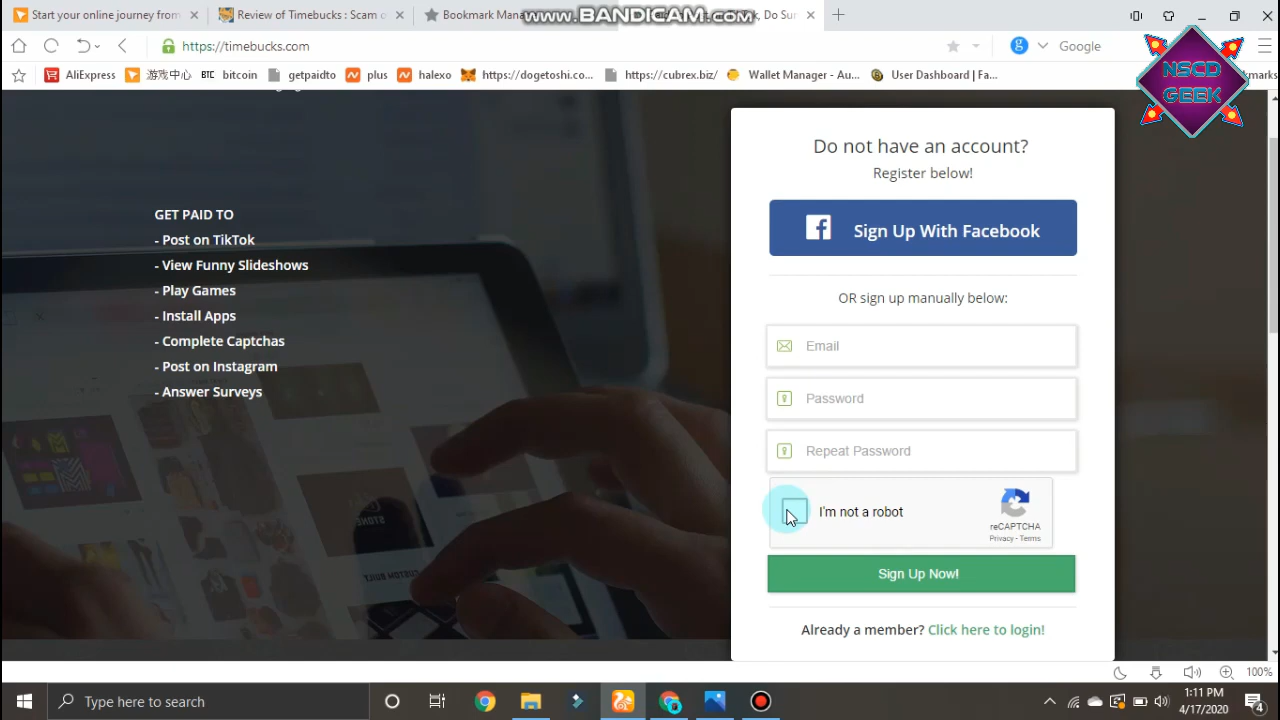 Start your online journey from
Review of Timebucks : Scam o
Bookmark Mana
www.BANDICAM.com
k, Do Sur
https://timebucks.com
Google
AliExpress
游戏中心
BTC bitcoin
getpaidto
plus
halexo
https://dogetoshi.co...
https://cubrex.biz/
Wallet Manager - Au...
User Dashboard | Fa...
NSCD
GEEK
Do not have an account?
Register below!
GET PAID TO
- Post on TikTok
- View Funny Slideshows
- Play Games
- Install Apps
- Complete Captchas
- Post on Instagram
- Answer Surveys
Sign Up With Facebook
OR sign up manually below:
Email
Password
Repeat Password
I'm not a robot
reCAPTCHA
Privacy - Terms
Sign Up Now!
Already a member? Click here to login!
100%
Type here to search
1:11 PM
4/17/2020
4